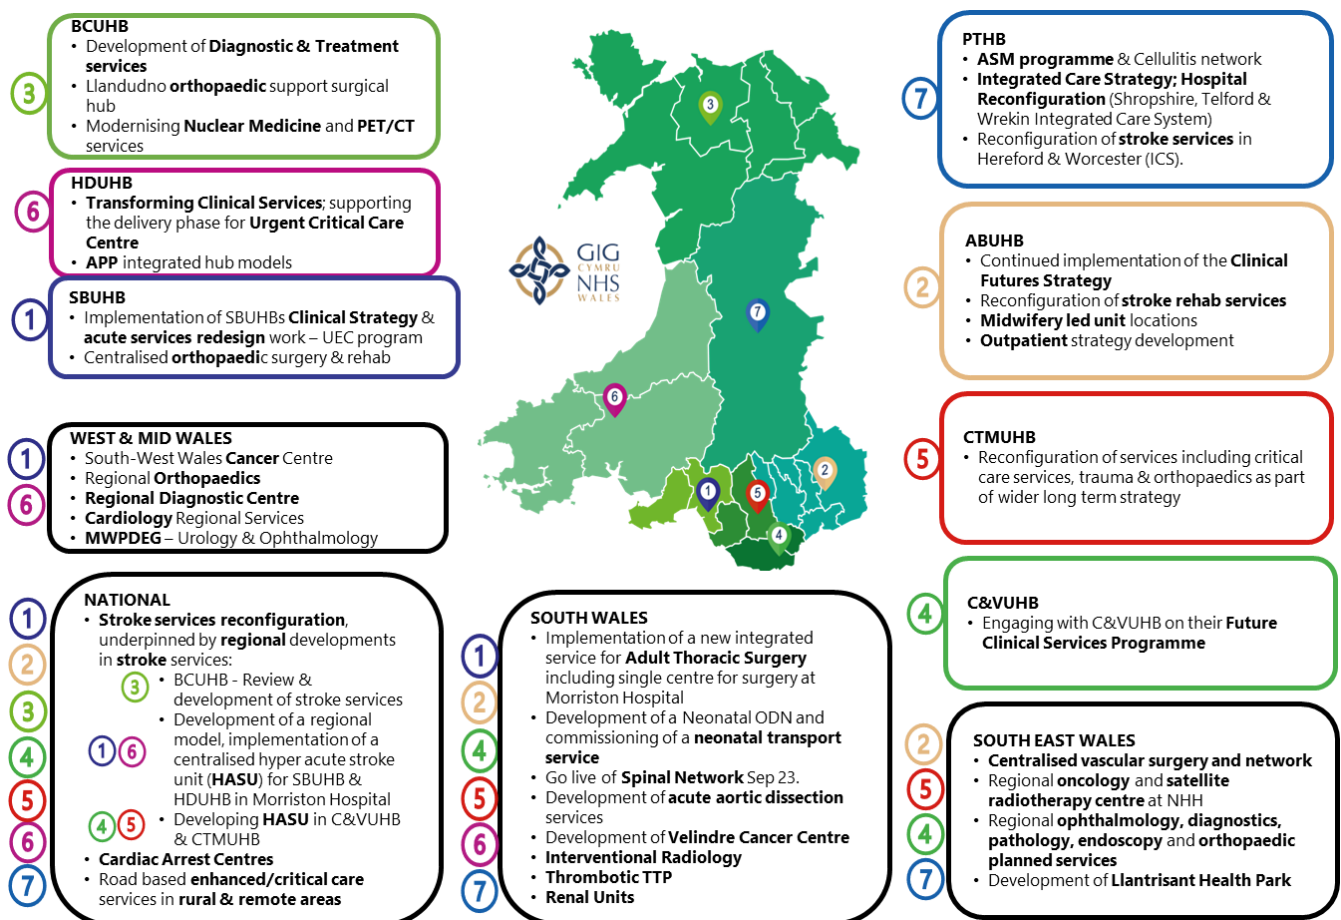 BCUHB
• Development of Diagnostic & Treatment
services
• Llandudno orthopaedic support surgical
hub
• Modernising Nuclear Medicine and PET/CT
services
3
HDUHB
• Transforming Clinical Services; supporting
the delivery phase for Urgent Critical Care
Centre
• APP integrated hub models
6
SBUHB
• Implementation of SBUHBs Clinical Strategy &
acute services redesign work – UEC program
• Centralised orthopaedic surgery & rehab
1
WEST & MID WALES
• South-West Wales Cancer Centre
• Regional Orthopaedics
• Regional Diagnostic Centre
• Cardiology Regional Services
• MWPDEG – Urology & Ophthalmology
1
6
NATIONAL
• Stroke services reconfiguration,
underpinned by regional developments
in stroke services:
3
• BCUHB - Review &
development of stroke services
• Development of a regional
model, implementation of a
centralised hyper acute stroke
unit (HASU) for SBUHB &
HDUHB in Morriston Hospital
1 6
• Developing HASU in C&VUHB
& CTMUHB
4 5
• Cardiac Arrest Centres
• Road based enhanced/critical care
services in rural & remote areas
1
2
3
4
5
6
7
GIG
CYMRU
NHS
WALES
3
7
6
2
1
5
4
SOUTH WALES
• Implementation of a new integrated
service for Adult Thoracic Surgery
including single centre for surgery at
Morriston Hospital
• Development of a Neonatal ODN and
commissioning of a neonatal transport
service
• Go live of Spinal Network Sep 23.
• Development of acute aortic dissection
services
• Development of Velindre Cancer Centre
• Interventional Radiology
• Thrombotic TTP
• Renal Units
1
2
4
5
6
7
PTHB
• ASM programme & Cellulitis network
• Integrated Care Strategy; Hospital
Reconfiguration (Shropshire, Telford &
Wrekin Integrated Care System)
• Reconfiguration of stroke services in
Hereford & Worcester (ICS).
7
ABUHB
• Continued implementation of the Clinical
Futures Strategy
• Reconfiguration of stroke rehab services
• Midwifery led unit locations
• Outpatient strategy development
2
CTMUHB
• Reconfiguration of services including critical
care services, trauma & orthopaedics as part
of wider long term strategy
5
C&VUHB
• Engaging with C&VUHB on their Future
Clinical Services Programme
4
SOUTH EAST WALES
• Centralised vascular surgery and network
• Regional oncology and satellite
radiotherapy centre at NHH
• Regional ophthalmology, diagnostics,
pathology, endoscopy and orthopaedic
planned services
• Development of Llantrisant Health Park
2
5
4
7